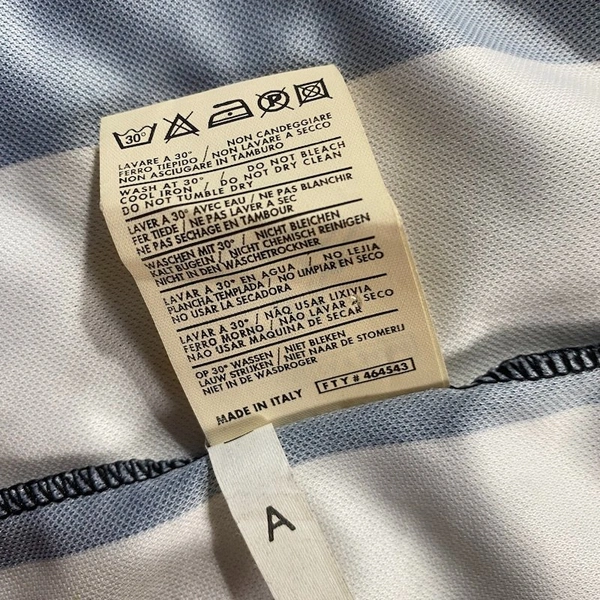 30°
P
LAVARE A 30° / NON CANDEGGIARE
FERRO TIEPIDO / NON LAVARE A SECCO
NON ASCIUGARE IN TAMBURO
WASH AT 30° / DO NOT BLEACH
COOL IRON / DO NOT DRY CLEAN
DO NOT TUMBLE DRY
LAVER À 30° AVEC EAU / NE PAS BLANCHIR
FER TIEDE / NE PAS LAVER A SEC
NE PAS SÉCHAGE EN TAMBOUR
WASCHEN MIT 30° / NICHT BLEICHEN
KALT BUGELN / NICHT CHEMISCH REINIGEN
NICHT IN DEN WÄSCHETROCKNER
LAVAR A 30° EN AGUA / NO LEJIA
PLANCHA TEMPLADA / NO LIMPIAR EN SECO
NO USAR LA SECADORA
LAVAR À 30° / NÃO USAR LIXIVIA
FERRO MORNO / NÃO LAVAR A SECO
NÃO USAR MAQUINA DE SECAR
OP 30° WASSEN / NIET BLEKEN
LAUW STRIJKEN / NIET NAAR DE STOMERIJ
NIET IN DE WASDROGER
MADE IN ITALY
FTY # 464543
A